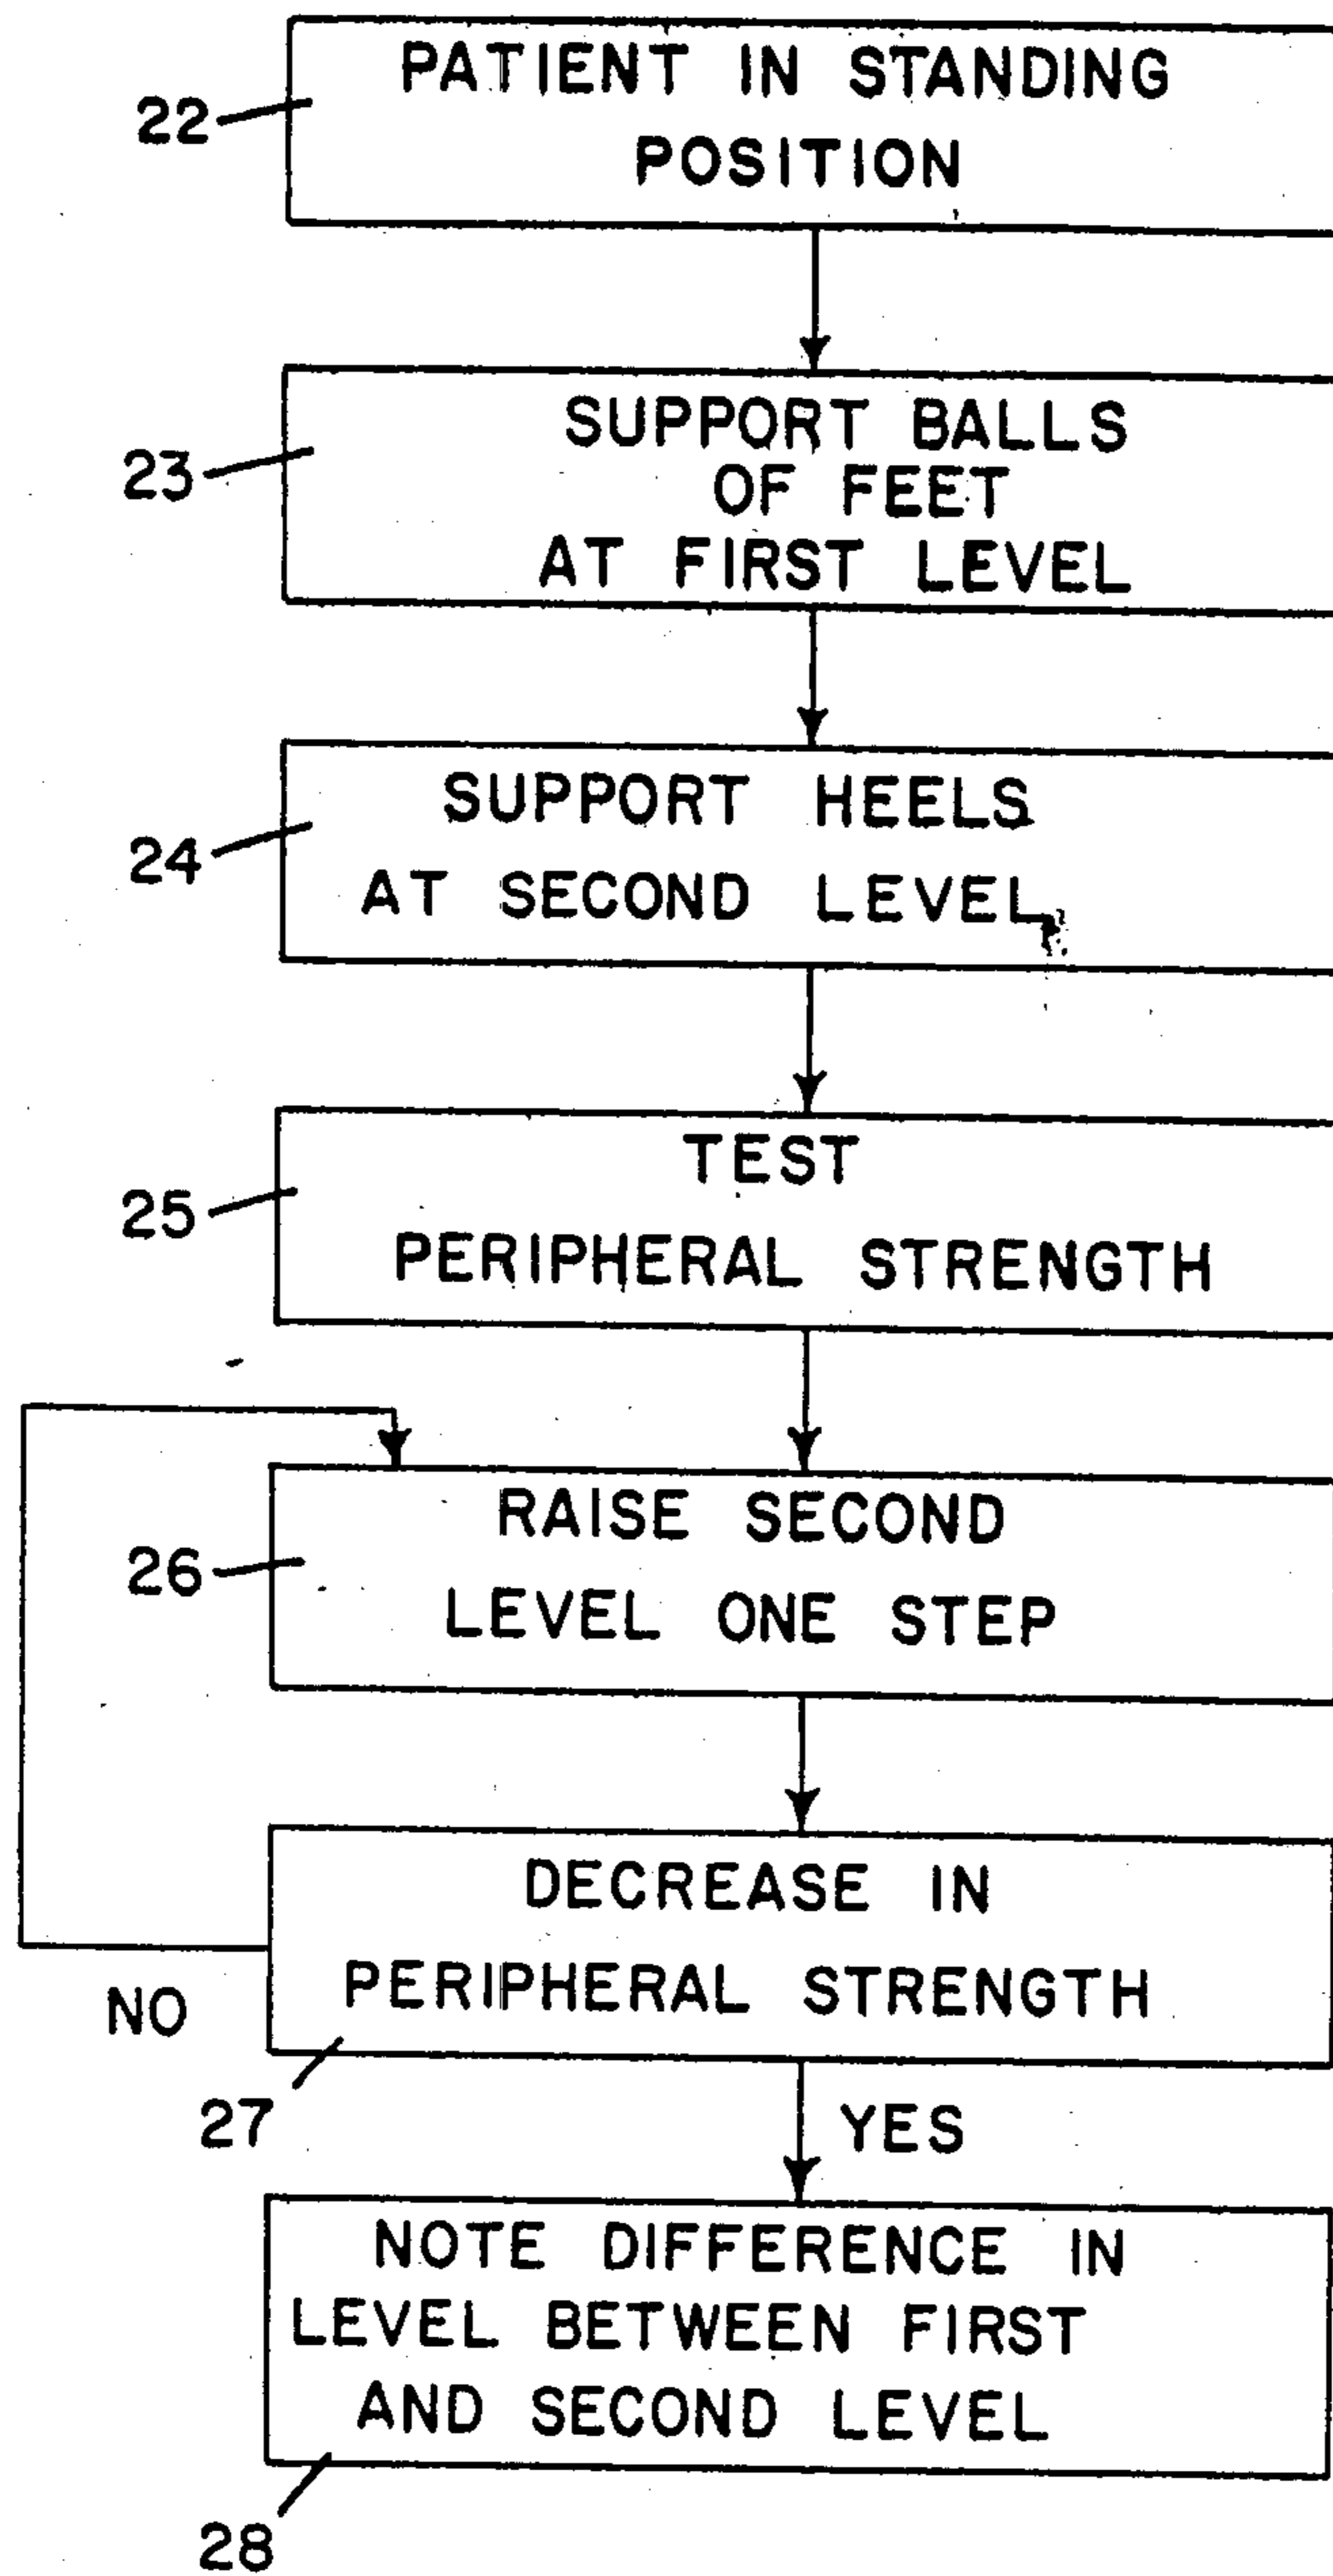 PATIENT IN STANDING
POSITION
22
SUPPORT BALLS
OF FEET
AT FIRST LEVEL
23
SUPPORT HEELS
AT SECOND LEVEL
24
TEST
PERIPHERAL STRENGTH
25
RAISE SECOND
LEVEL ONE STEP
26
DECREASE IN
PERIPHERAL STRENGTH
NO
27
YES
NOTE DIFFERENCE IN
LEVEL BETWEEN FIRST
AND SECOND LEVEL
28